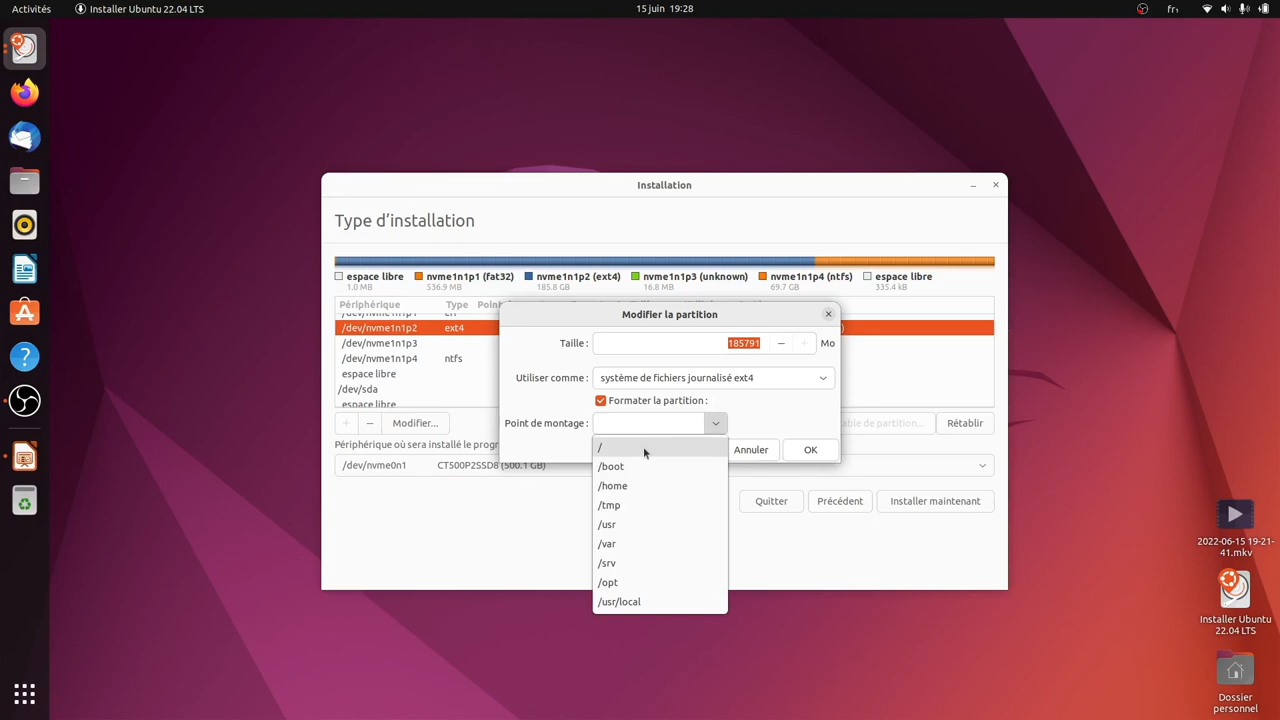 Activités
Installer Ubuntu 22.04 LTS
15 juin 19:28
fr₁
Installation
Type d'installation
espace libre
1.0 MB
nvme1n1p1 (fat32)
536.9 MB
nvme1n1p2 (ext4)
185.8 GB
nvme1n1p3 (unknown)
16.8 MB
nvme1n1p4 (ntfs)
69.7 GB
espace libre
335.4 kB
Périphérique Type
/dev/nvme1n1p2 ext4
/dev/nvme1n1p3
/dev/nvme1n1p4 ntfs
espace libre
/dev/sda
espace libre
Modifier la partition
Taille : 185791 Mo
Utiliser comme : système de fichiers journalisé ext4
Formater la partition :
Point de montage :
/
/boot
/home
/tmp
/usr
/var
/srv
/opt
/usr/local
Annuler OK
+ − Modifier... Rétablir
Périphérique où sera installé le
/dev/nvme0n1 CT500P2SSD8 (500.1 GB)
Quitter Précédent Installer maintenant
2022-06-15 19-21-
41.mkv
Installer Ubuntu
22.04 LTS
Dossier
personnel